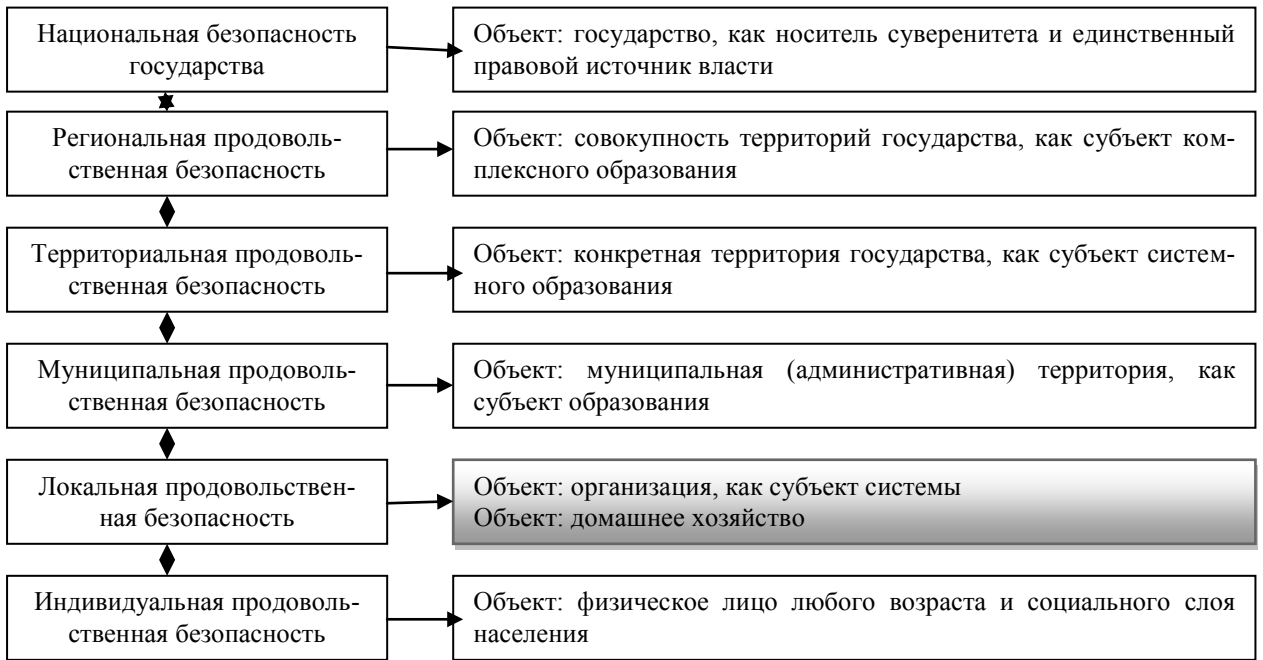 Национальная безопасность
государства
Объект: государство, как носитель суверенитета и единственный
правовой источник власти
Региональная продоволь-
ственная безопасность
Объект: совокупность территорий государства, как субъект ком-
плексного образования
Территориальная продоволь-
ственная безопасность
Объект: конкретная территория государства, как субъект систем-
ного образования
Муниципальная продоволь-
ственная безопасность
Объект: муниципальная (административная) территория, как
субъект образования
Локальная продовольствен-
ная безопасность
Объект: организация, как субъект системы
Объект: домашнее хозяйство
Индивидуальная продоволь-
ственная безопасность
Объект: физическое лицо любого возраста и социального слоя
населения